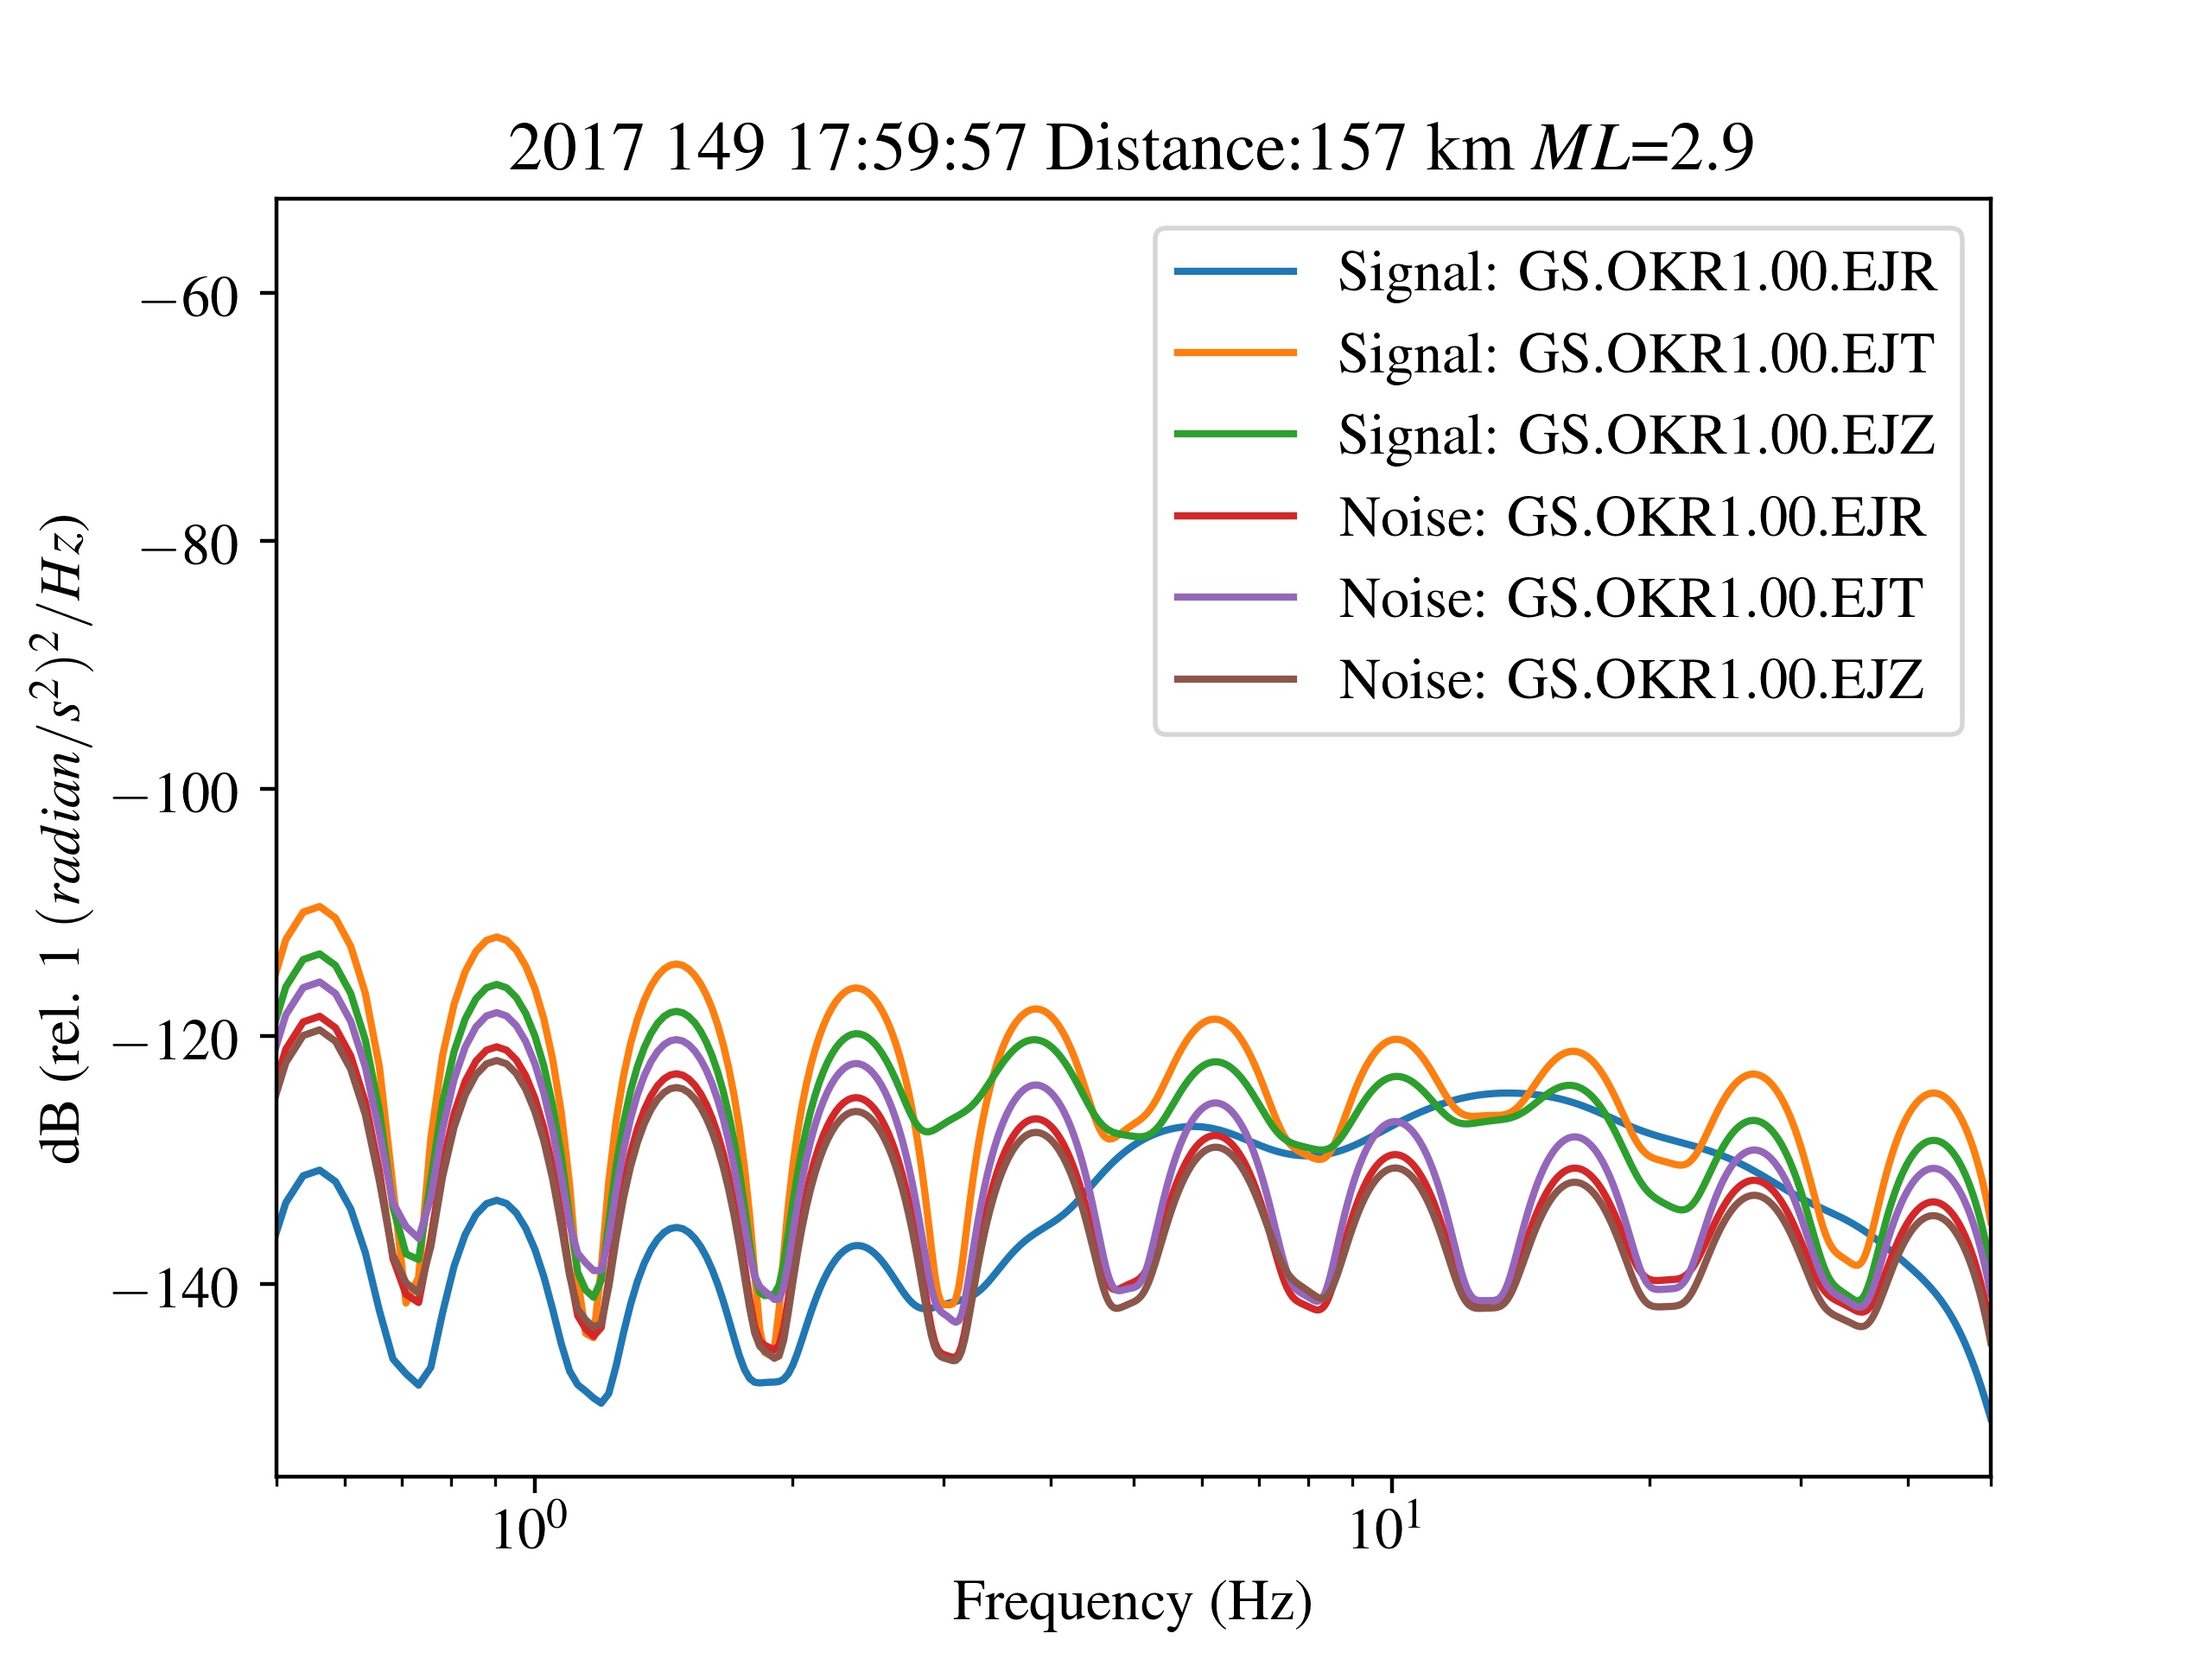 2017 149 17:59:57 Distance:157 km ML=2.9
Signal: GS.OKR1.00.EJR
Signal: GS.OKR1.00.EJT
Signal: GS.OKR1.00.EJZ
Noise: GS.OKR1.00.EJR
Noise: GS.OKR1.00.EJT
Noise: GS.OKR1.00.EJZ
dB (rel. 1 (radian/s²)²/Hz)
−60
−80
−100
−120
−140
10⁰ 10¹
Frequency (Hz)